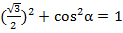 (√3/2)² + cos²α = 1